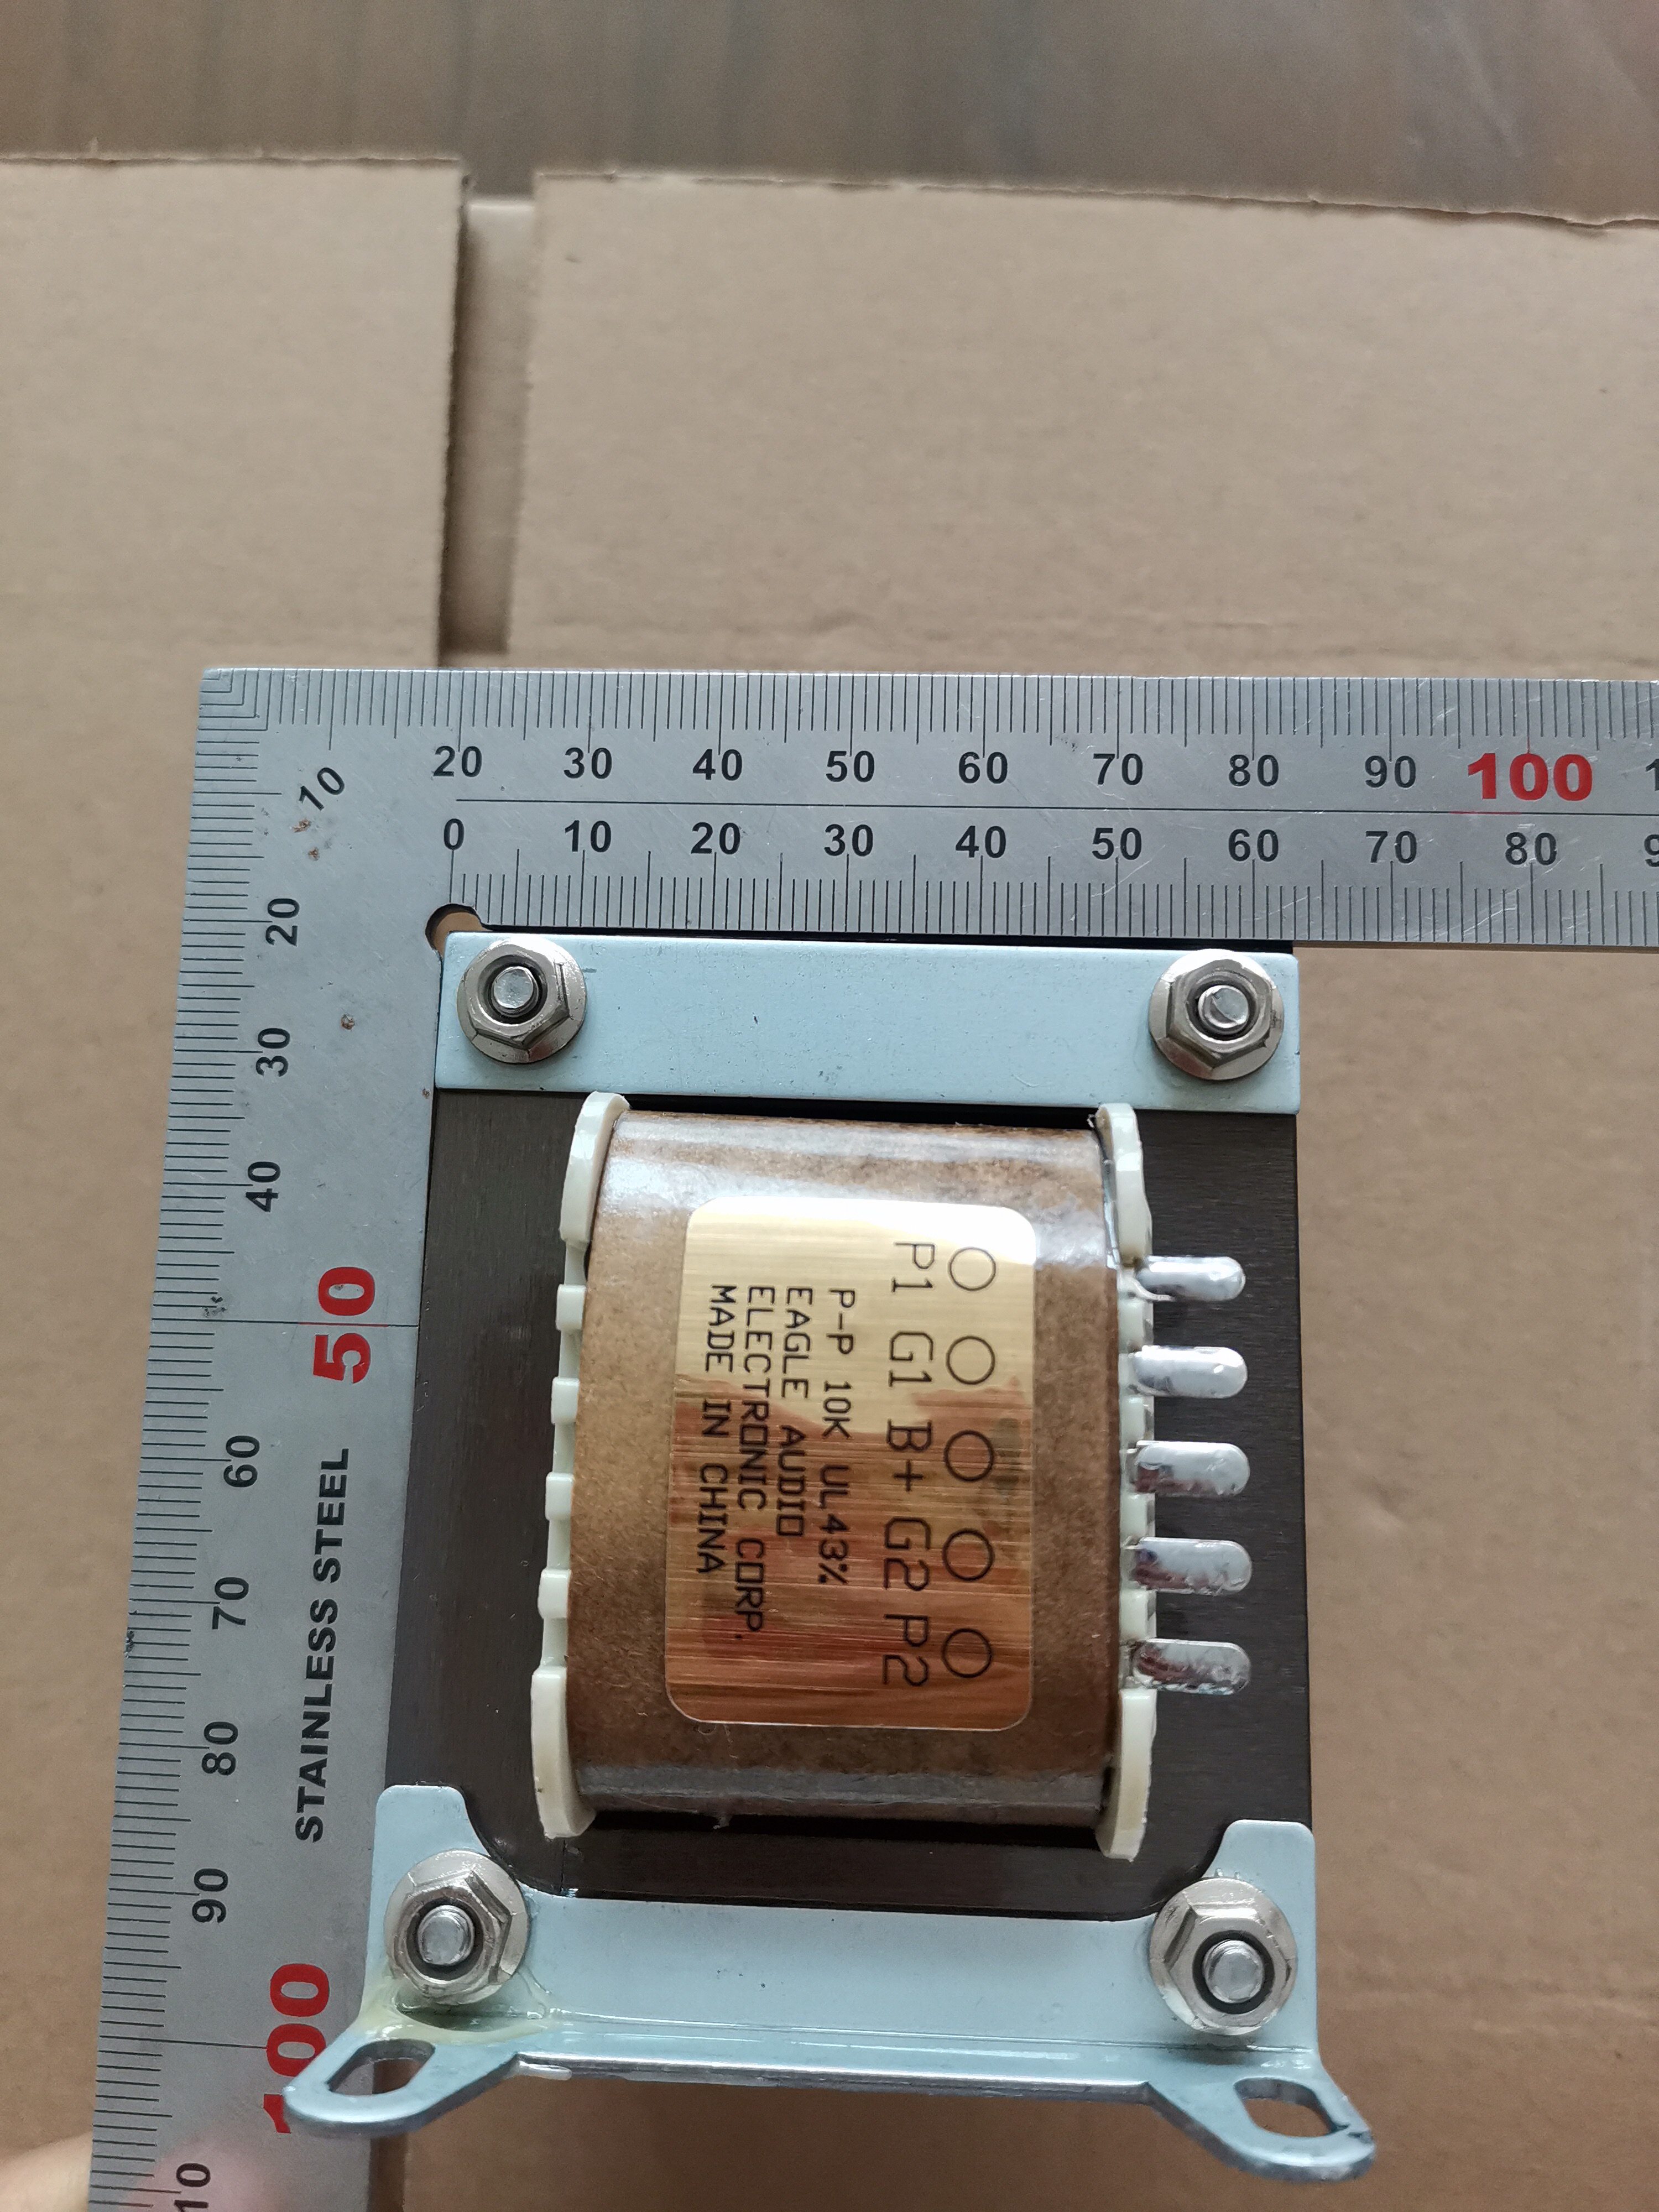 10 20 30 40 50 60 70 80 90 100
0 10 20 30 40 50 60 70 80
20
30
40
50
60
70
80
90
100
STAINLESS STEEL
P1 G1 B+ G2 P2
P-P 10K UL43%
EAGLE AUDIO
ELECTRONIC CORP.
MADE IN CHINA